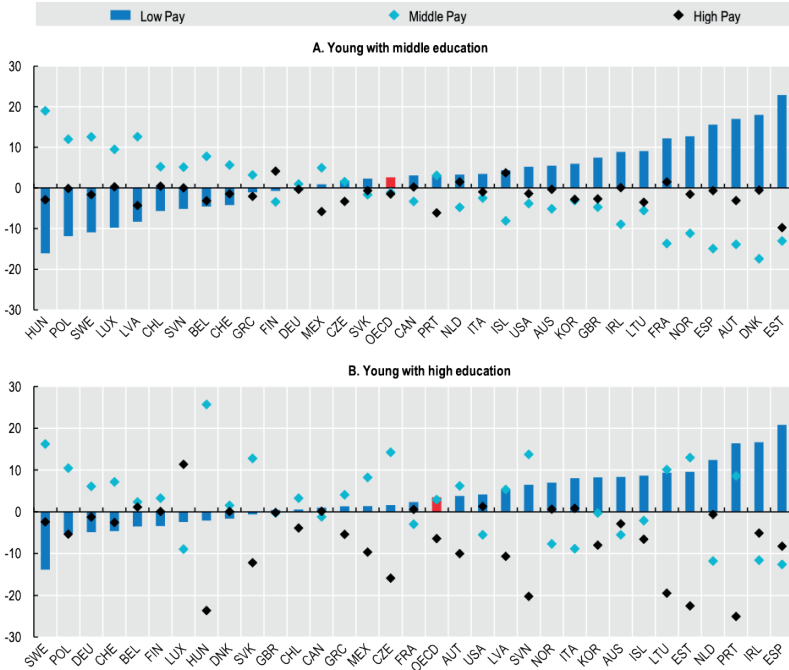 Low Pay Middle Pay High Pay
A. Young with middle education
30
20
10
0
-10
-20
-30
HUN POL SWE LUX LVA CHL SVN BEL CHE GRC FIN DEU MEX CZE SVK OECD CAN PRT NLD ITA ISL USA AUS KOR GBR IRL LTU FRA NOR ESP AUT DNK EST
B. Young with high education
30
20
10
0
-10
-20
-30
SWE POL DEU CHE BEL FIN LUX HUN DNK SVK GBR CHL CAN GRC MEX CZE FRA OECD AUT USA LVA SVN NOR ITA KOR AUS ISL LTU EST NLD PRT IRL ESP